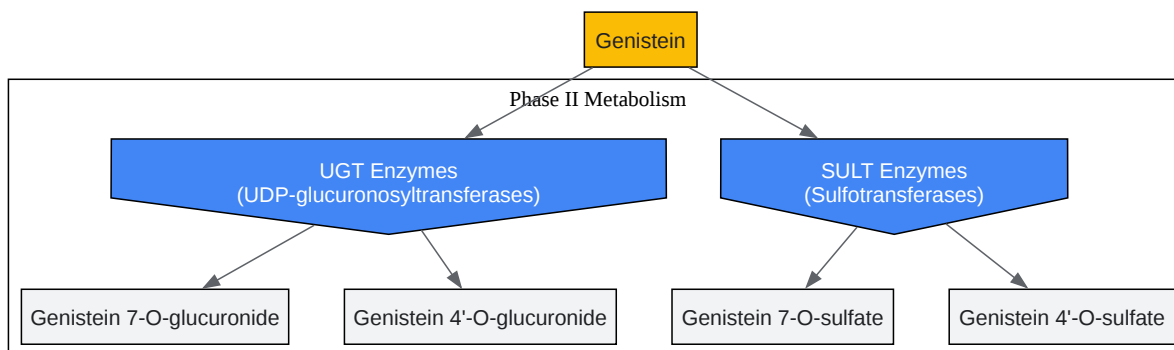 Genistein
Phase II Metabolism
UGT Enzymes
(UDP-glucuronosyltransferases)
SULT Enzymes
(Sulfotransferases)
Genistein 7-O-glucuronide
Genistein 4'-O-glucuronide
Genistein 7-O-sulfate
Genistein 4'-O-sulfate